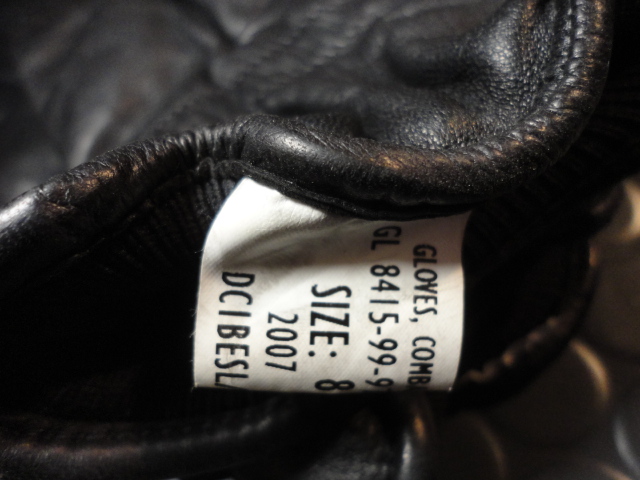 GLOVES, COMB
GL 8415-99-9
SIZE: 8
2007
DCIBESL